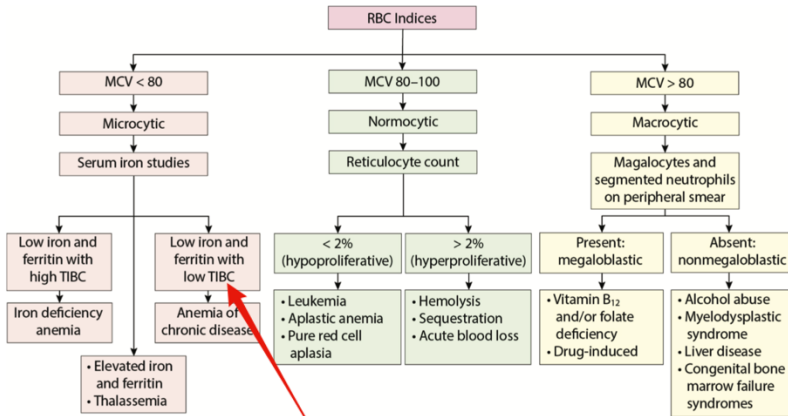 RBC Indices
MCV < 80
Microcytic
Serum iron studies
Low iron and
ferritin with
high TIBC
Iron deficiency
anemia
Low iron and
ferritin with
low TIBC
Anemia of
chronic disease
• Elevated iron
and ferritin
• Thalassemia
MCV 80–100
Normocytic
Reticulocyte count
< 2%
(hypoproliferative)
• Leukemia
• Aplastic anemia
• Pure red cell
aplasia
> 2%
(hyperproliferative)
• Hemolysis
• Sequestration
• Acute blood loss
MCV > 80
Macrocytic
Magalocytes and
segmented neutrophils
on peripheral smear
Present:
megaloblastic
• Vitamin B12
and/or folate
deficiency
• Drug-induced
Absent:
nonmegaloblastic
• Alcohol abuse
• Myelodysplastic
syndrome
• Liver disease
• Congenital bone
marrow failure
syndromes